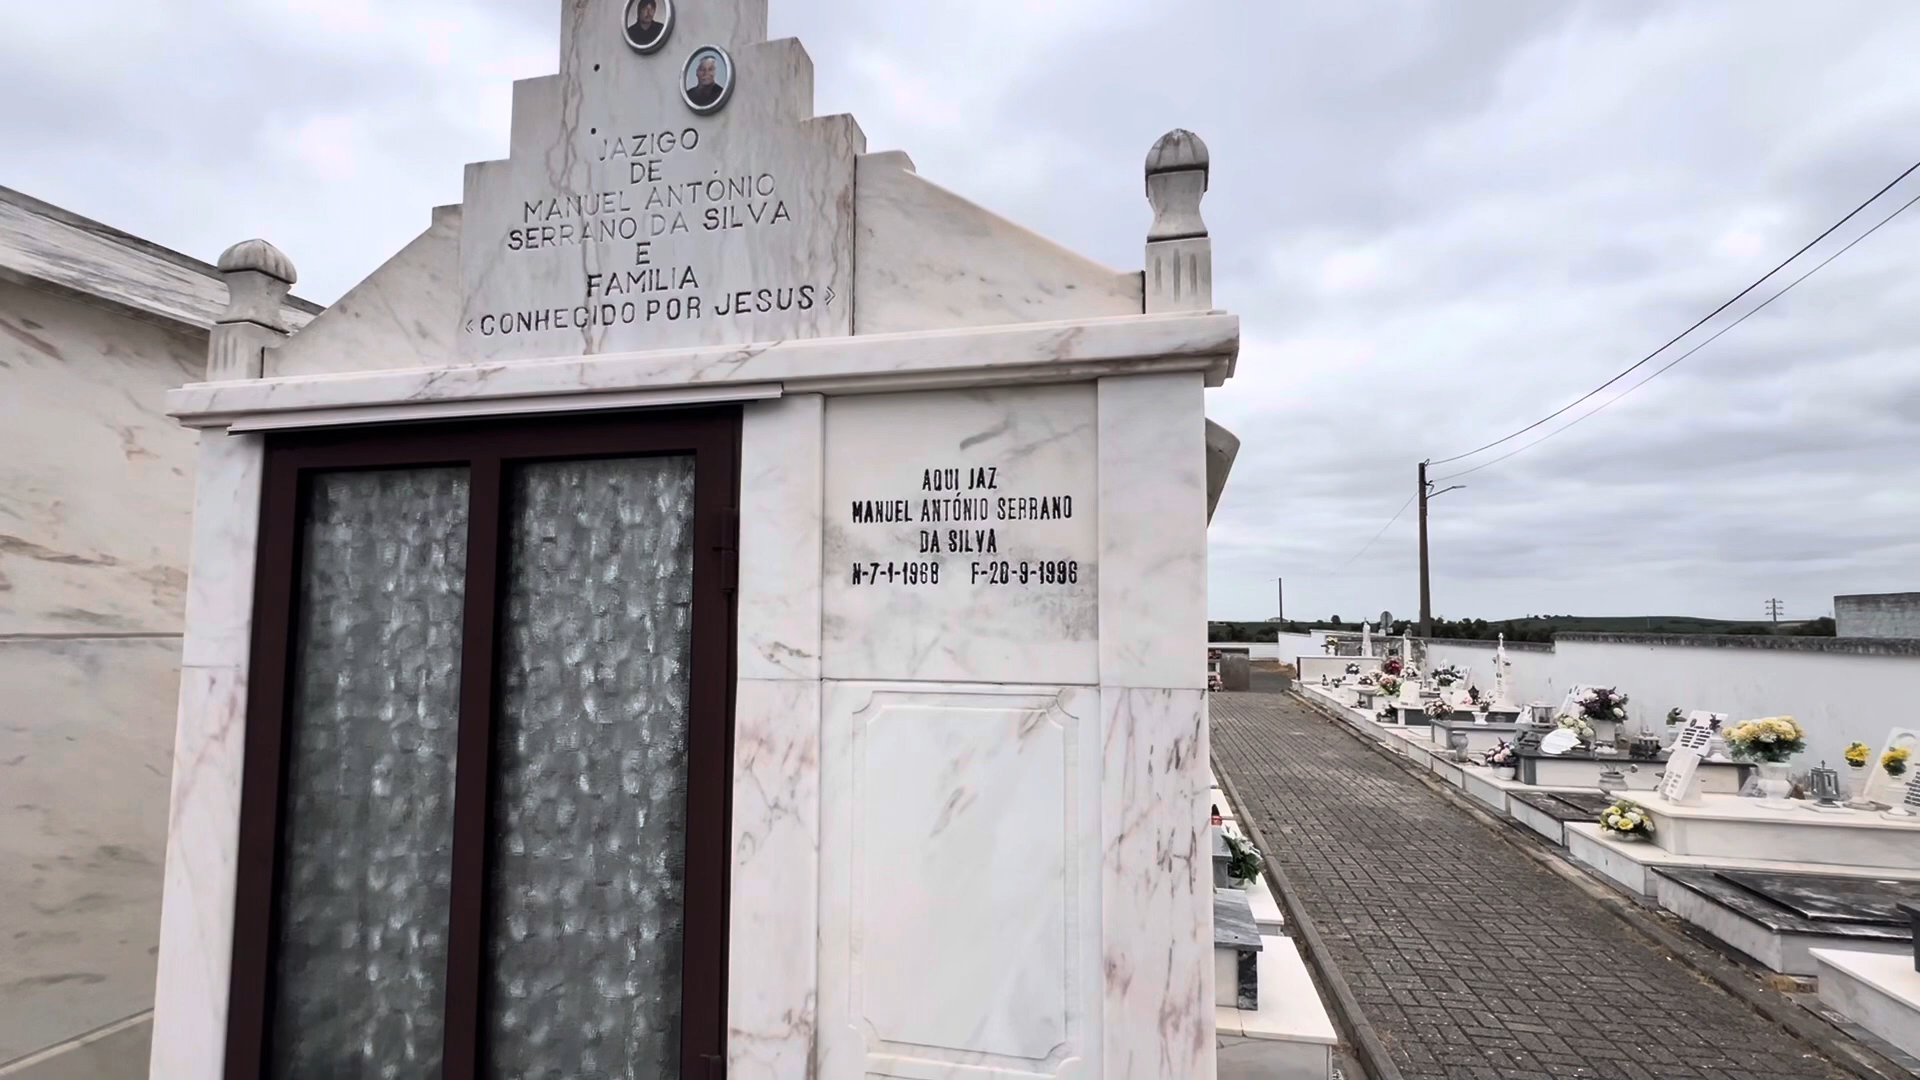 JAZIGO
DE
MANUEL ANTÓNIO
SERRANO DA SILVA
E
FAMILIA
«CONHECIDO POR JESUS»
AQUI JAZ
MANUEL ANTÓNIO SERRANO
DA SILVA
N-7-1-1968 F-28-9-1996